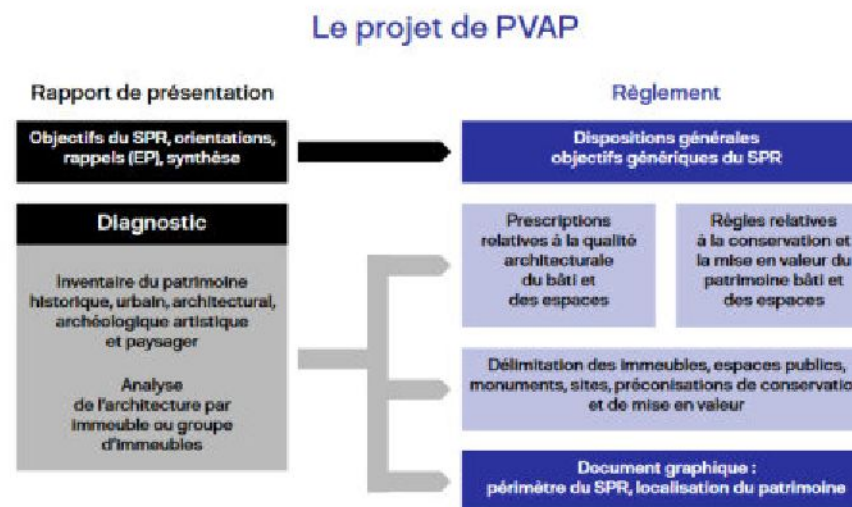 Le projet de PVAP
Rapport de présentation
Objectifs du SPR, orientations,
rappels (EP), synthèse
Diagnostic
Inventaire du patrimoine
historique, urbain, architectural,
archéologique artistique
et paysager
Analyse
de l'architecture par
immeuble ou groupe
d'immeubles
Règlement
Dispositions générales
objectifs génériques du SPR
Prescriptions
relatives à la qualité
architecturale
du bâti et
des espaces
Règles relatives
à la conservation et
la mise en valeur du
patrimoine bâti et
des espaces
Délimitation des immeubles, espaces publics,
monuments, sites, préconisations de conservatio
et de mise en valeur
Document graphique :
périmètre du SPR, localisation du patrimoine